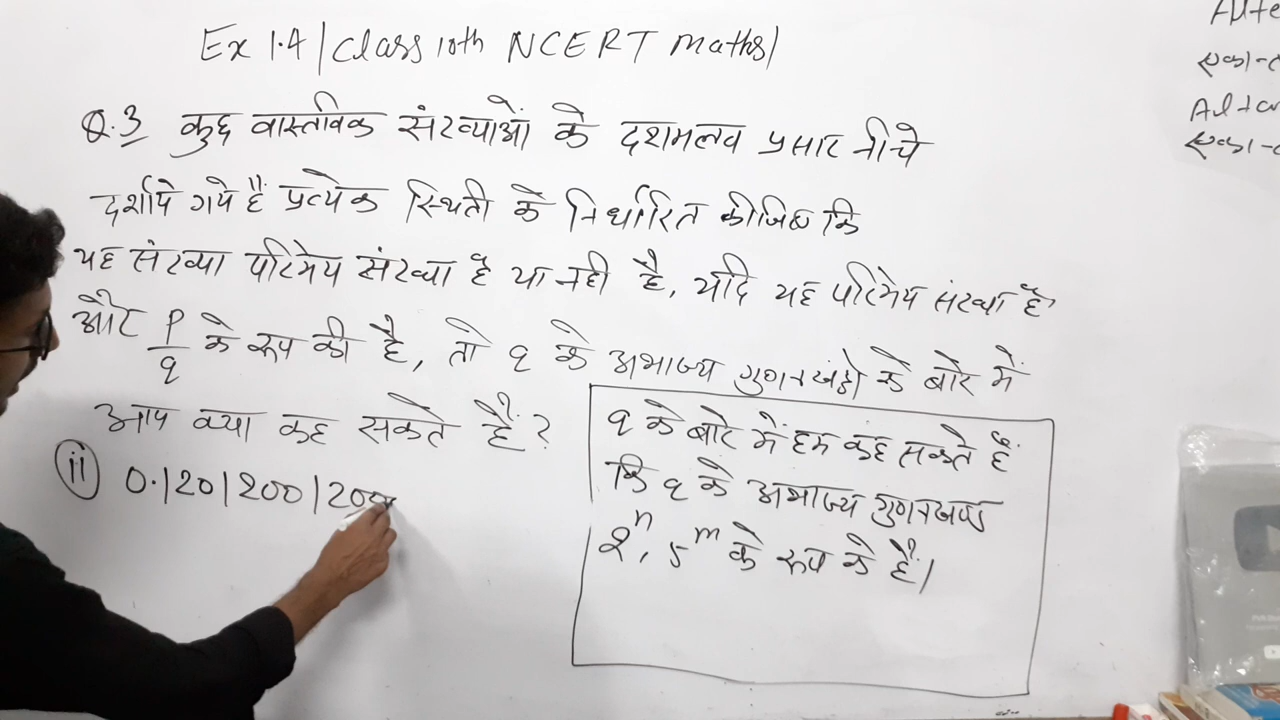 Ex 1.4 | Class 10th NCERT Maths |
Q.3 कुछ वास्तविक संख्याओं के दशमलव प्रसार नीचे
दर्शाये गये हैं प्रत्येक स्थिती के निर्धारित कीजिए कि
यह संख्या परिमेय संख्या है या नही है, यदि यह परिमेय संख्या है
और p/q के रूप की है, तो q के अभाज्य गुणनखंडो के बारे में
आप क्या कह सकते हैं?
(ii) 0.120120012000
q के बारे में हम कह सकते हैं
कि q के अभाज्य गुणनखण्ड
2ⁿ, 5ᵐ के रूप के हैं।